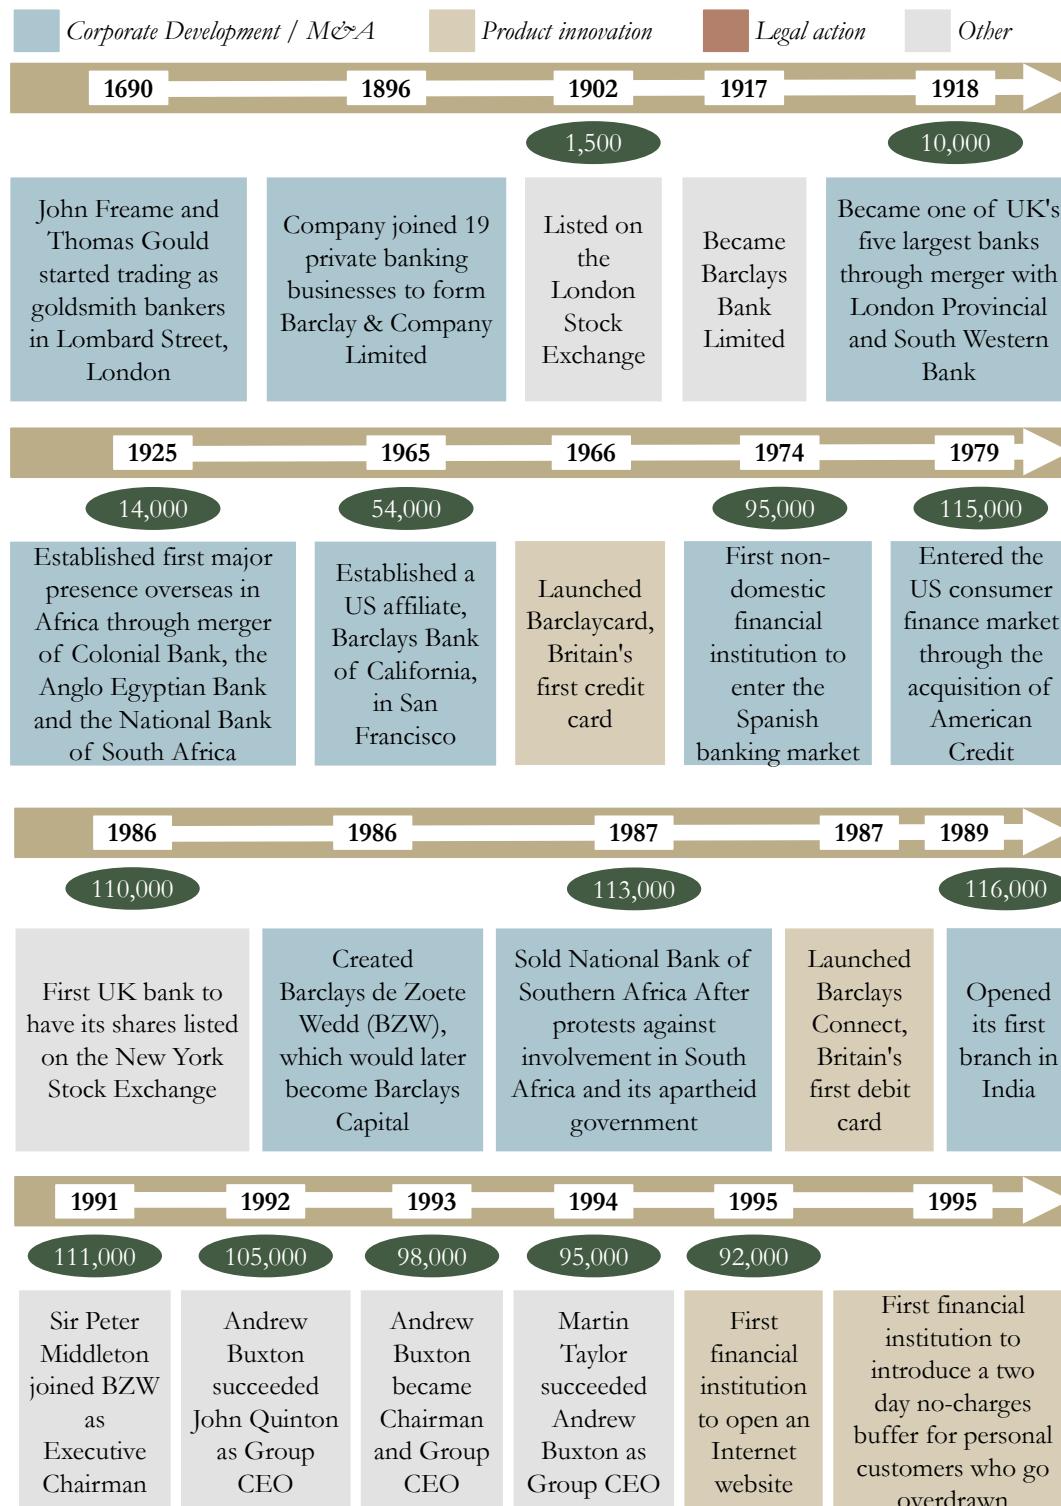 Corporate Development / M&A
Product innovation
Legal action
Other
1690
1896
1902
1917
1918
1,500
10,000
John Freame and
Thomas Gould
started trading as
goldsmith bankers
in Lombard Street,
London
Company joined 19
private banking
businesses to form
Barclay & Company
Limited
Listed on
the
London
Stock
Exchange
Became
Barclays
Bank
Limited
Became one of UK's
five largest banks
through merger with
London Provincial
and South Western
Bank
1925
1965
1966
1974
1979
14,000
54,000
95,000
115,000
Established first major
presence overseas in
Africa through merger
of Colonial Bank, the
Anglo Egyptian Bank
and the National Bank
of South Africa
Established a
US affiliate,
Barclays Bank
of California,
in San
Francisco
Launched
Barclaycard,
Britain's
first credit
card
First non-
domestic
financial
institution to
enter the
Spanish
banking market
Entered the
US consumer
finance market
through the
acquisition of
American
Credit
1986
1986
1987
1987
1989
110,000
113,000
116,000
First UK bank to
have its shares listed
on the New York
Stock Exchange
Created
Barclays de Zoete
Wedd (BZW),
which would later
become Barclays
Capital
Sold National Bank of
Southern Africa After
protests against
involvement in South
Africa and its apartheid
government
Launched
Barclays
Connect,
Britain's
first debit
card
Opened
its first
branch in
India
1991
1992
1993
1994
1995
1995
111,000
105,000
98,000
95,000
92,000
Sir Peter
Middleton
joined BZW
as
Executive
Chairman
Andrew
Buxton
succeeded
John Quinton
as Group
CEO
Andrew
Buxton
became
Chairman
and Group
CEO
Martin
Taylor
succeeded
Andrew
Buxton as
Group CEO
First
financial
institution
to open an
Internet
website
First financial
institution to
introduce a two
day no-charges
buffer for personal
customers who go
overdrawn